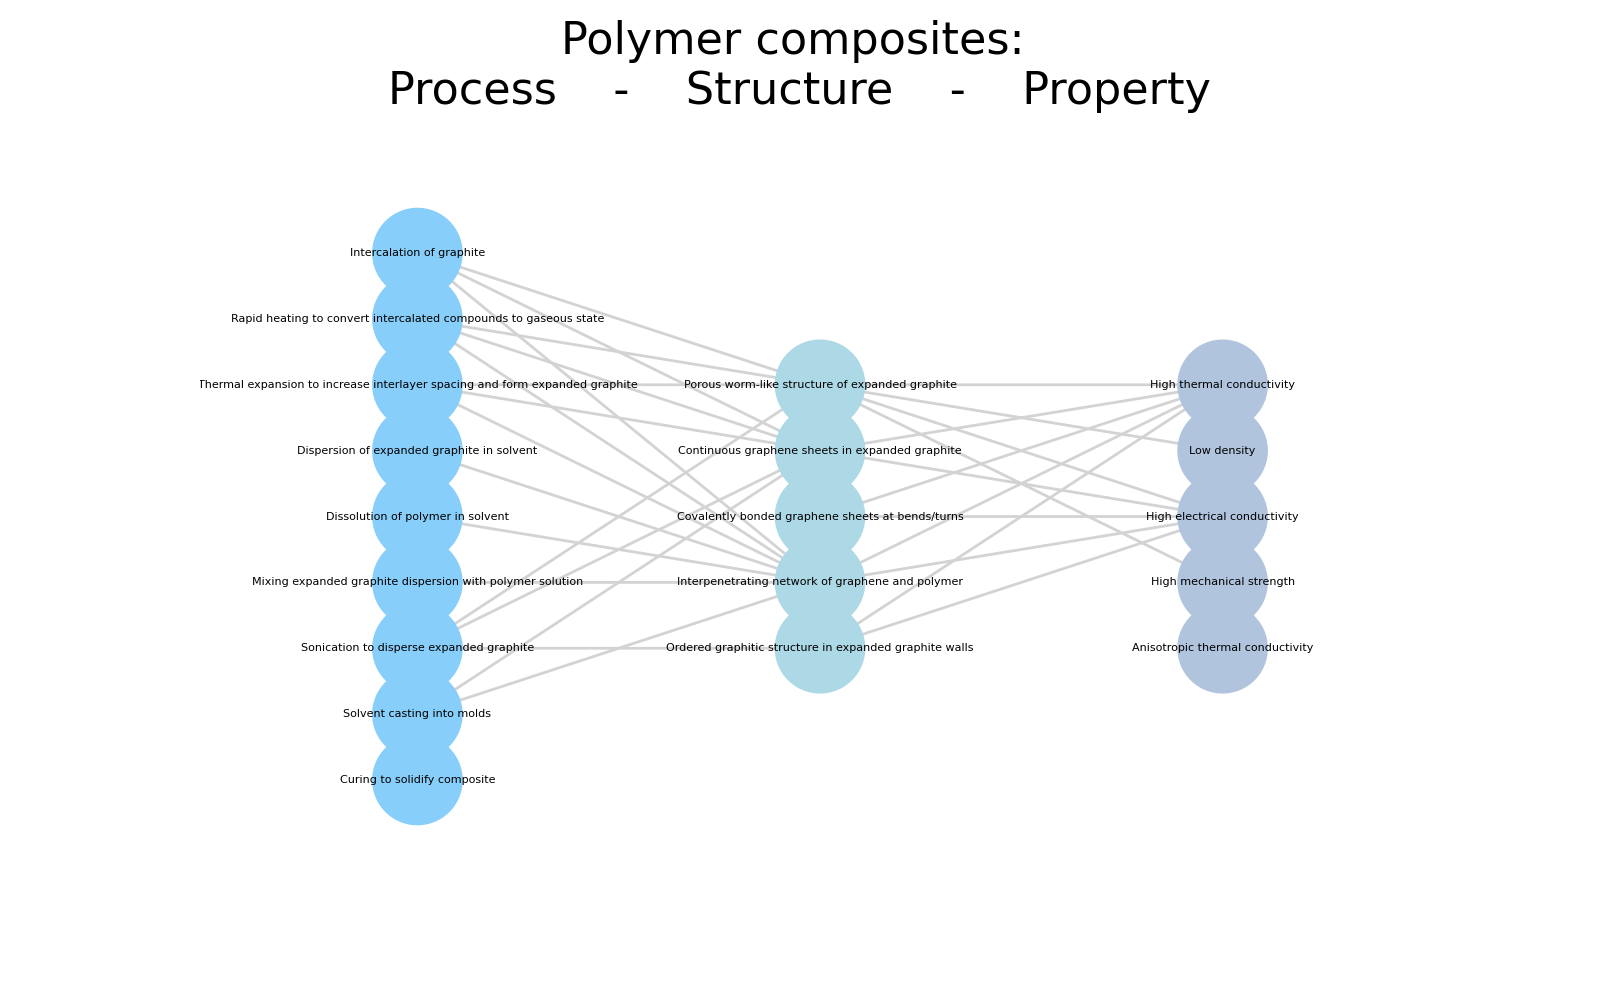 Polymer composites:
Process - Structure - Property
Intercalation of graphite
Rapid heating to convert intercalated compounds to gaseous state
Thermal expansion to increase interlayer spacing and form expanded graphite
Dispersion of expanded graphite in solvent
Dissolution of polymer in solvent
Mixing expanded graphite dispersion with polymer solution
Sonication to disperse expanded graphite
Solvent casting into molds
Curing to solidify composite
Porous worm-like structure of expanded graphite
Continuous graphene sheets in expanded graphite
Covalently bonded graphene sheets at bends/turns
Interpenetrating network of graphene and polymer
Ordered graphitic structure in expanded graphite walls
High thermal conductivity
Low density
High electrical conductivity
High mechanical strength
Anisotropic thermal conductivity